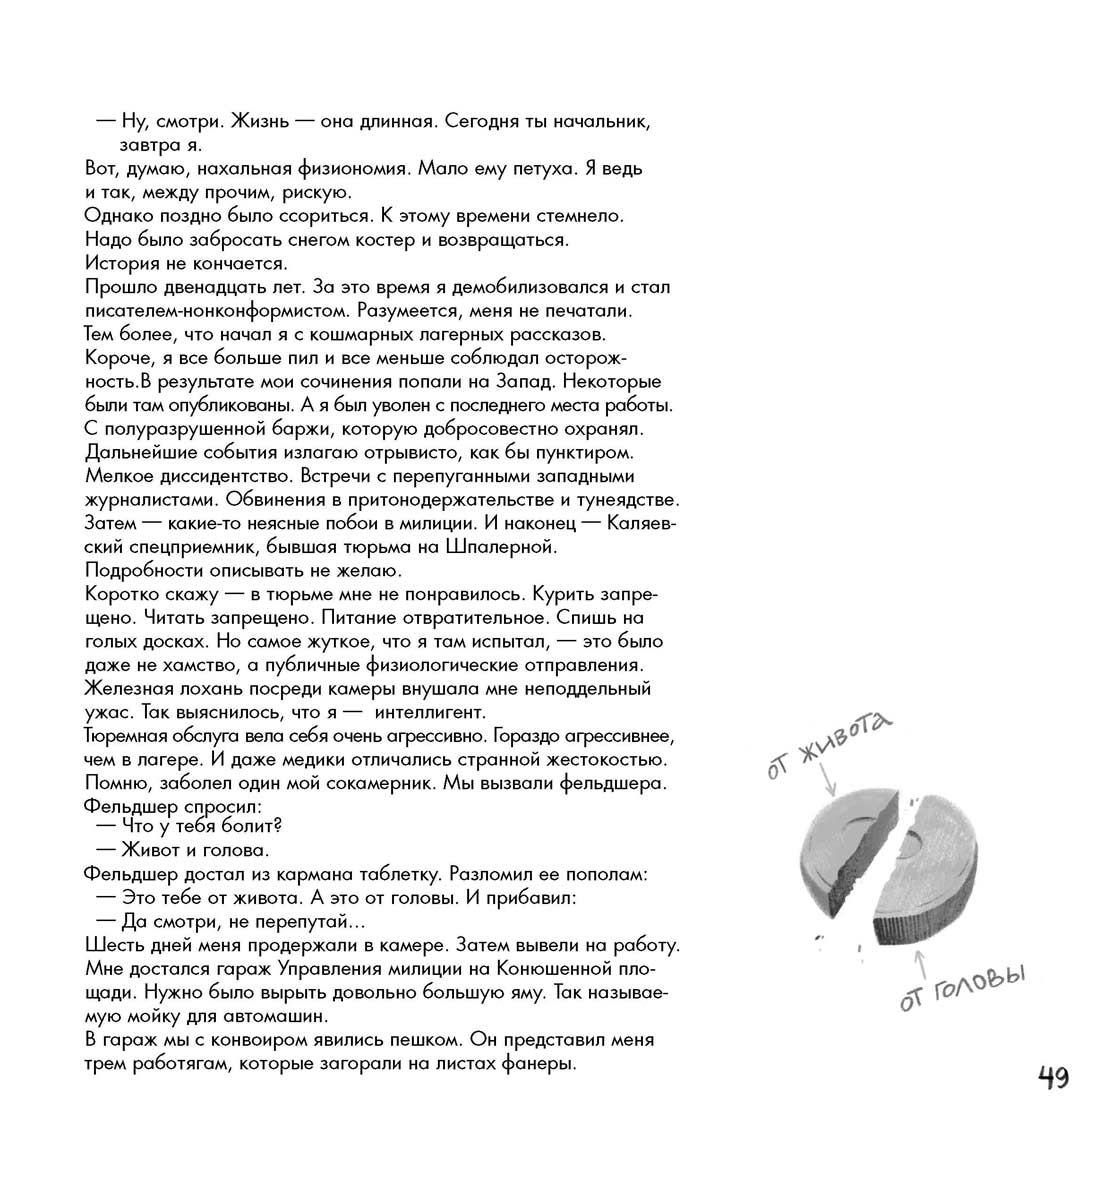 — Ну, смотри. Жизнь — она длинная. Сегодня ты начальник,
завтра я.
Вот, думаю, нахальная физиономия. Мало ему петуха. Я ведь
и так, между прочим, рискую.
Однако поздно было ссориться. К этому времени стемнело.
Надо было забросать снегом костер и возвращаться.
История не кончается.
Прошло двенадцать лет. За это время я демобилизовался и стал
писателем-нонконформистом. Разумеется, меня не печатали.
Тем более, что начал я с кошмарных лагерных рассказов.
Короче, я все больше пил и все меньше соблюдал осторож-
ность.В результате мои сочинения попали на Запад. Некоторые
были там опубликованы. А я был уволен с последнего места работы.
С полуразрушенной баржи, которую добросовестно охранял.
Дальнейшие события излагаю отрывисто, как бы пунктиром.
Мелкое диссидентство. Встречи с перепуганными западными
журналистами. Обвинения в притонодержательстве и тунеядстве.
Затем — какие-то неясные побои в милиции. И наконец — Каляев-
ский спецприемник, бывшая тюрьма на Шпалерной.
Подробности описывать не желаю.
Коротко скажу — в тюрьме мне не понравилось. Курить запре-
щено. Читать запрещено. Питание отвратительное. Спишь на
голых досках. Но самое жуткое, что я там испытал, — это было
даже не хамство, а публичные физиологические отправления.
Железная лохань посреди камеры внушала мне неподдельный
ужас. Так выяснилось, что я — интеллигент.
Тюремная обслуга вела себя очень агрессивно. Гораздо агрессивнее,
чем в лагере. И даже медики отличались странной жестокостью.
Помню, заболел один мой сокамерник. Мы вызвали фельдшера.
Фельдшер спросил:
— Что у тебя болит?
— Живот и голова.
Фельдшер достал из кармана таблетку. Разломил ее пополам:
— Это тебе от живота. А это от головы. И прибавил:
— Да смотри, не перепутай...
Шесть дней меня продержали в камере. Затем вывели на работу.
Мне достался гараж Управления милиции на Конюшенной пло-
щади. Нужно было вырыть довольно большую яму. Так называе-
мую мойку для автомашин.
В гараж мы с конвоиром явились пешком. Он представил меня
трем работягам, которые загорали на листах фанеры.
от живота
от головы
49